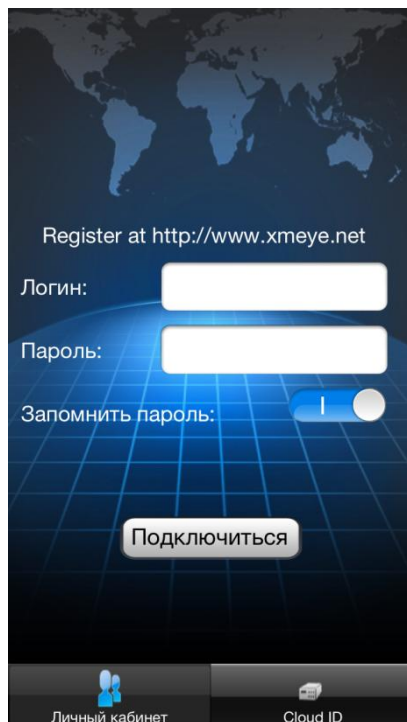 Register at http://www.xmeye.net
Логин:
Пароль:
Запомнить пароль:
Подключиться
Личный кабинет
Cloud ID